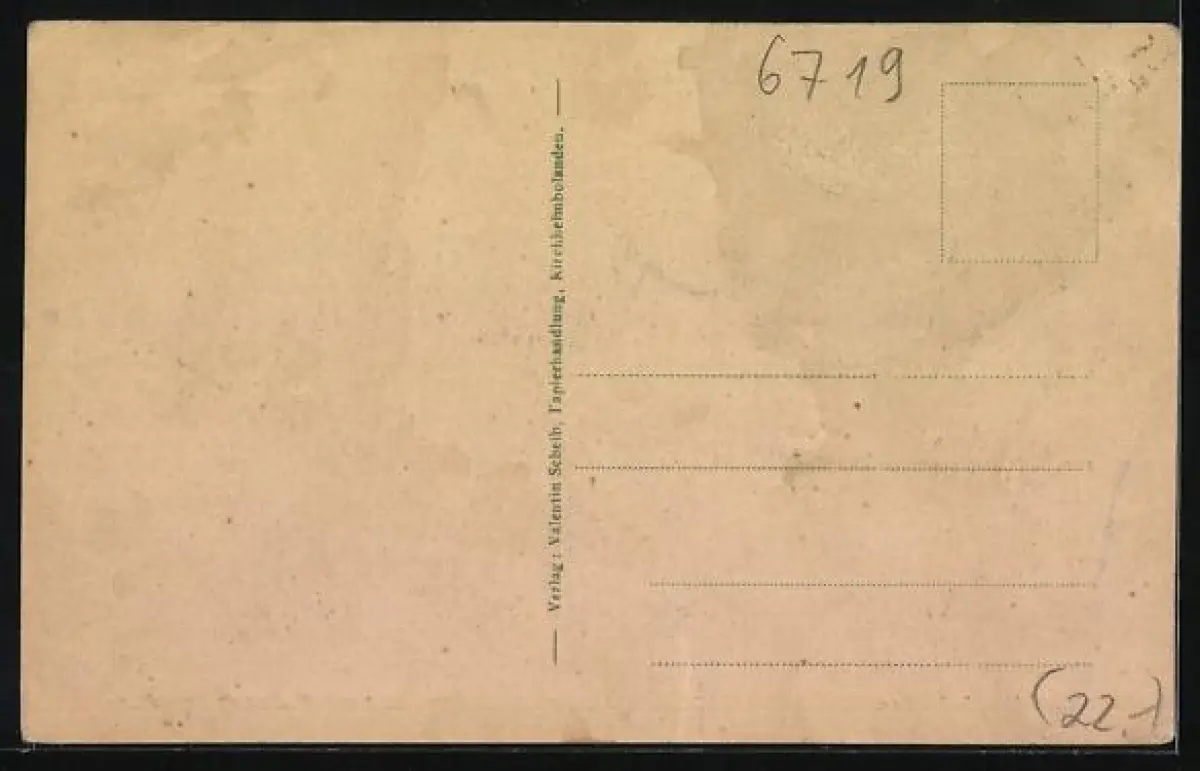 6719
Verlag: Valentin Scheib, Papierhandlung, Kirchheimbolanden.
(22.-)